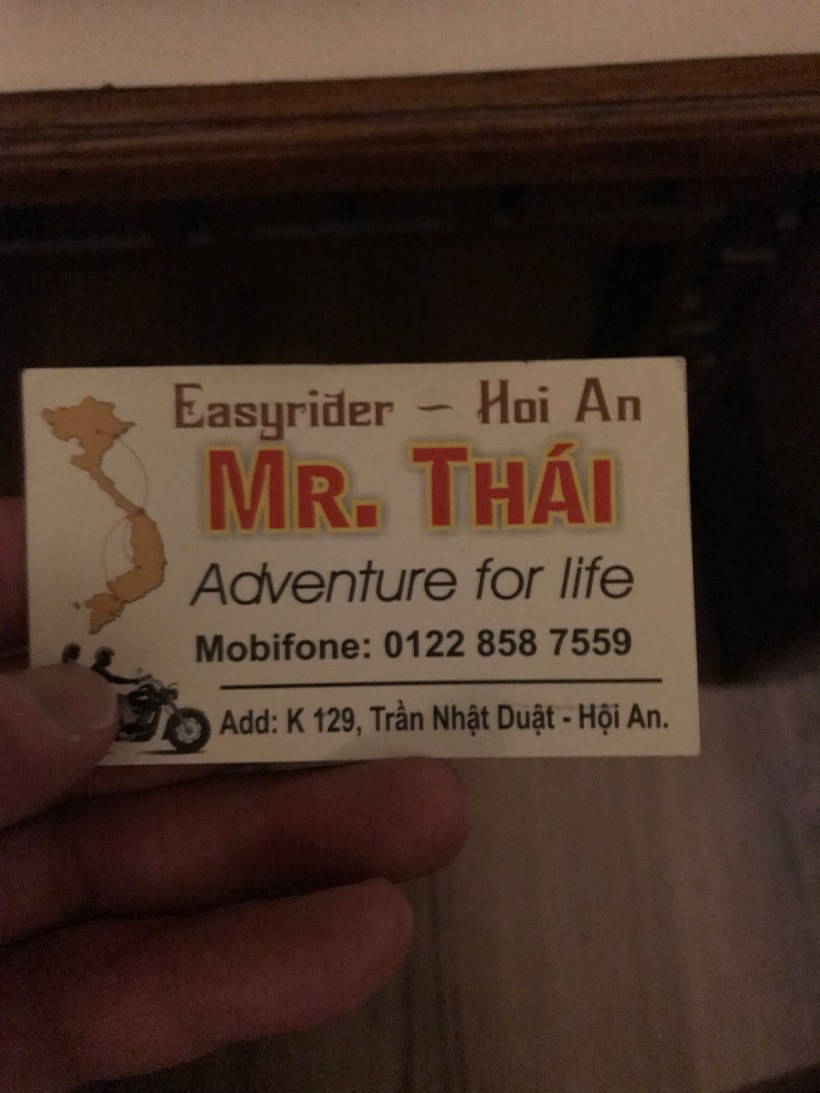 Easyrider - Hoi An
MR. THÁI
Adventure for life
Mobifone: 0122 858 7559
Add: K 129, Trần Nhật Duật - Hội An.